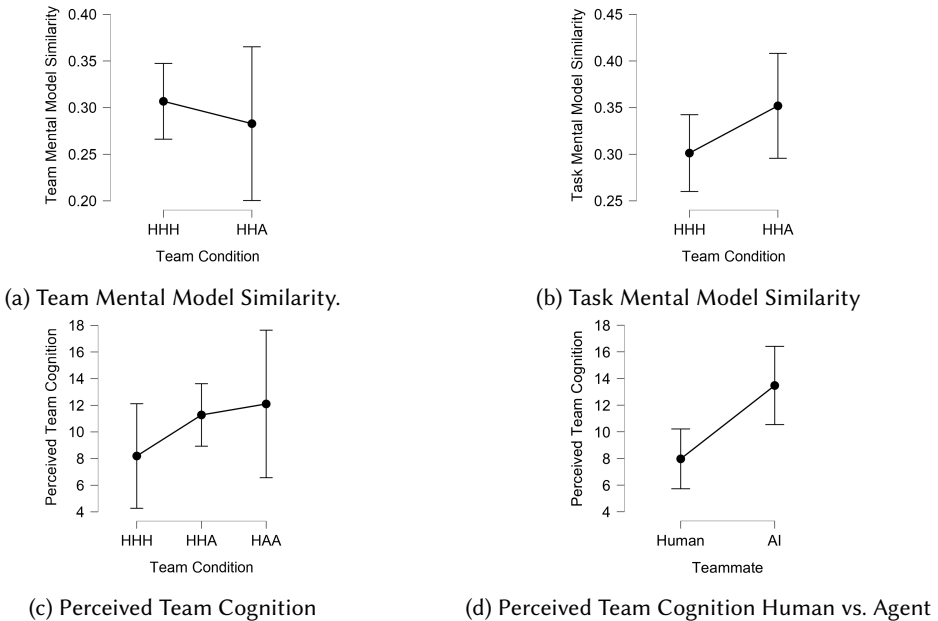 Team Mental Model Similarity
0.40
0.35
0.30
0.25
0.20
HHH HHA
Team Condition
(a) Team Mental Model Similarity.
Task Mental Model Similarity
0.45
0.40
0.35
0.30
0.25
HHH HHA
Team Condition
(b) Task Mental Model Similarity
Perceived Team Cognition
18
16
14
12
10
8
6
4
HHH HHA HAA
Team Condition
(c) Perceived Team Cognition
Perceived Team Cognition
18
16
14
12
10
8
6
4
Human AI
Teammate
(d) Perceived Team Cognition Human vs. Agent